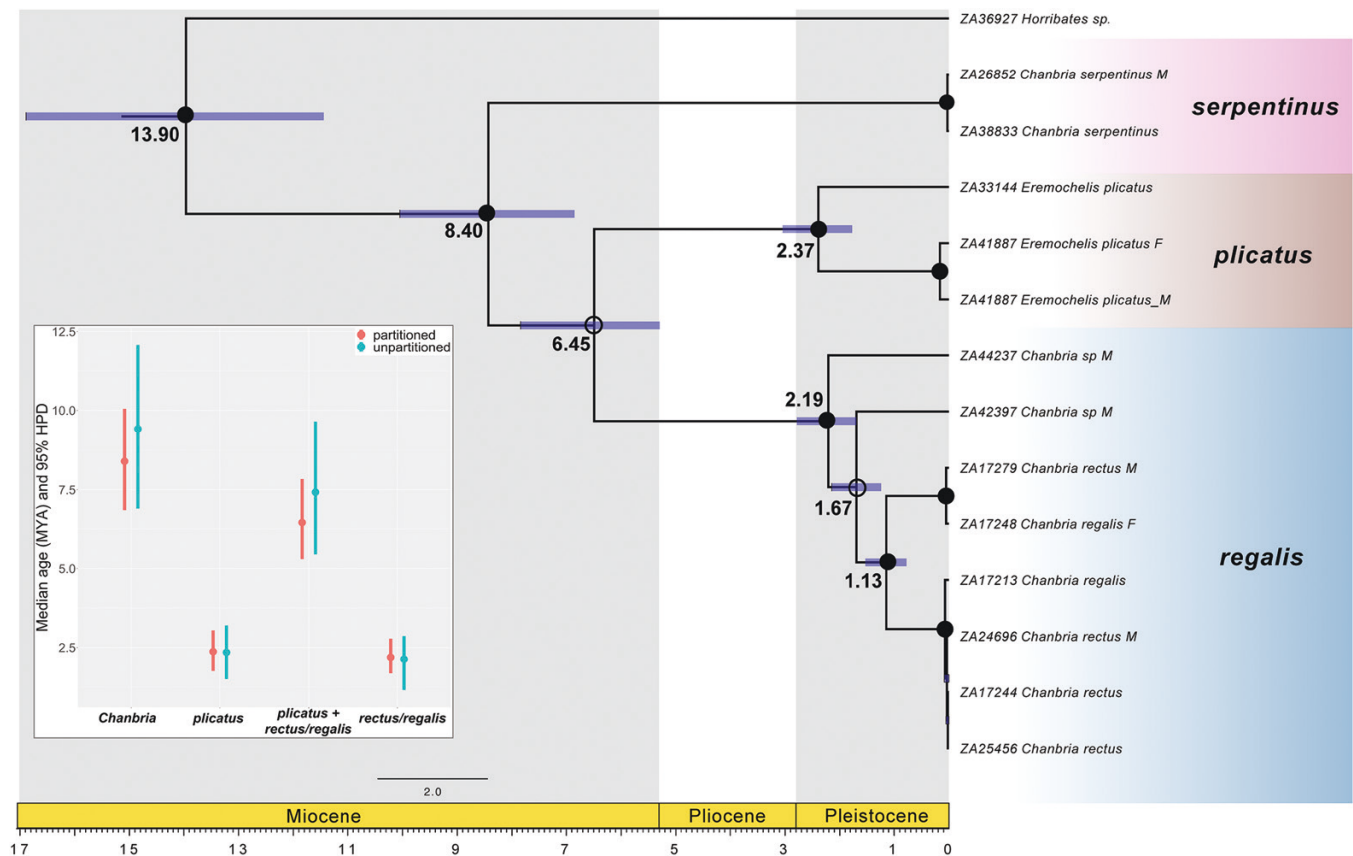 ZA36927 Horribates sp.
ZA26852 Chanbria serpentinus M
serpentinus
ZA38833 Chanbria serpentinus
13.90
ZA33144 Eremochelis plicatus
8.40
2.37
ZA41887 Eremochelis plicatus F
plicatus
ZA41887 Eremochelis plicatus_M
6.45
ZA44237 Chanbria sp M
2.19
ZA42397 Chanbria sp M
ZA17279 Chanbria rectus M
1.67
ZA17248 Chanbria regalis F
regalis
1.13
ZA17213 Chanbria regalis
ZA24696 Chanbria rectus M
ZA17244 Chanbria rectus
ZA25456 Chanbria rectus
partitioned
unpartitioned
Median age (MYA) and 95% HPD
12.5
10.0
7.5
5.0
2.5
Chanbria
plicatus
plicatus +
rectus/regalis
rectus/regalis
2.0
Miocene Pliocene Pleistocene
17 15 13 11 9 7 5 3 1 0